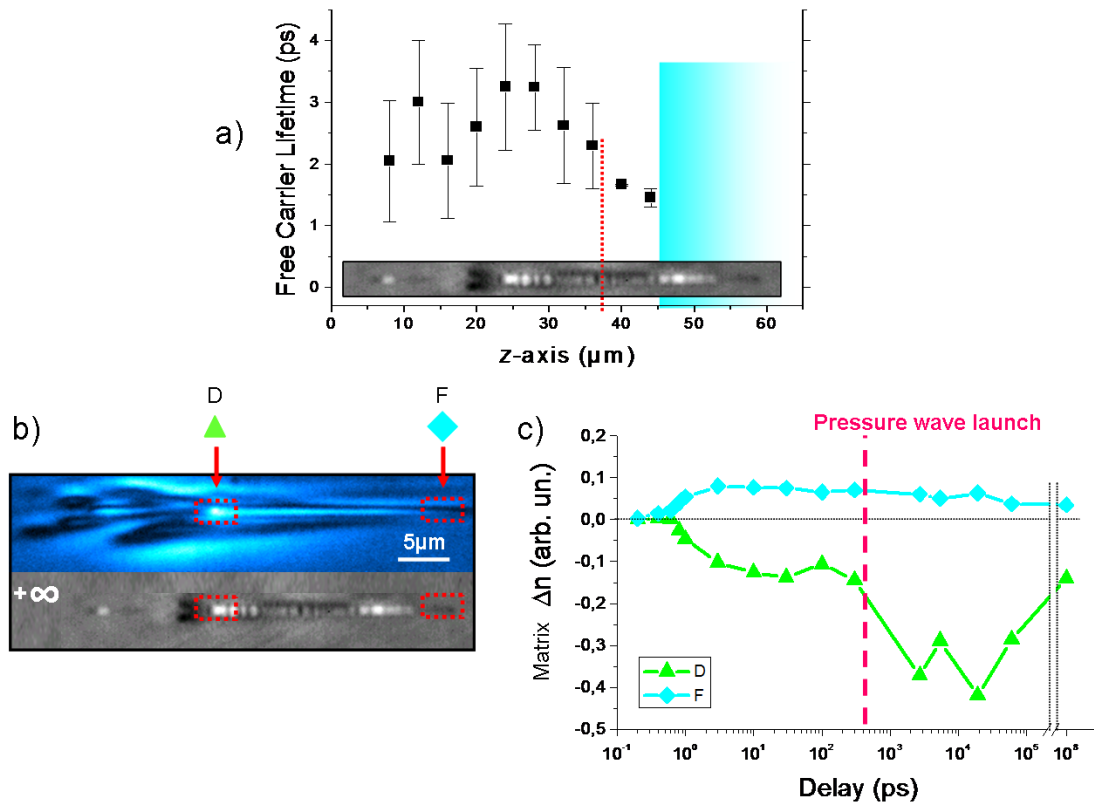 a)
Free Carrier Lifetime (ps)
4
3
2
1
0
0 10 20 30 40 50 60
z-axis (µm)
b)
D F
5µm
+∞
c)
Pressure wave launch
Matrix Δn (arb. un.)
0,2
0,1
0,0
-0,1
-0,2
-0,3
-0,4
-0,5
D
F
10⁻¹ 10⁰ 10¹ 10² 10³ 10⁴ 10⁵ 10⁸
Delay (ps)